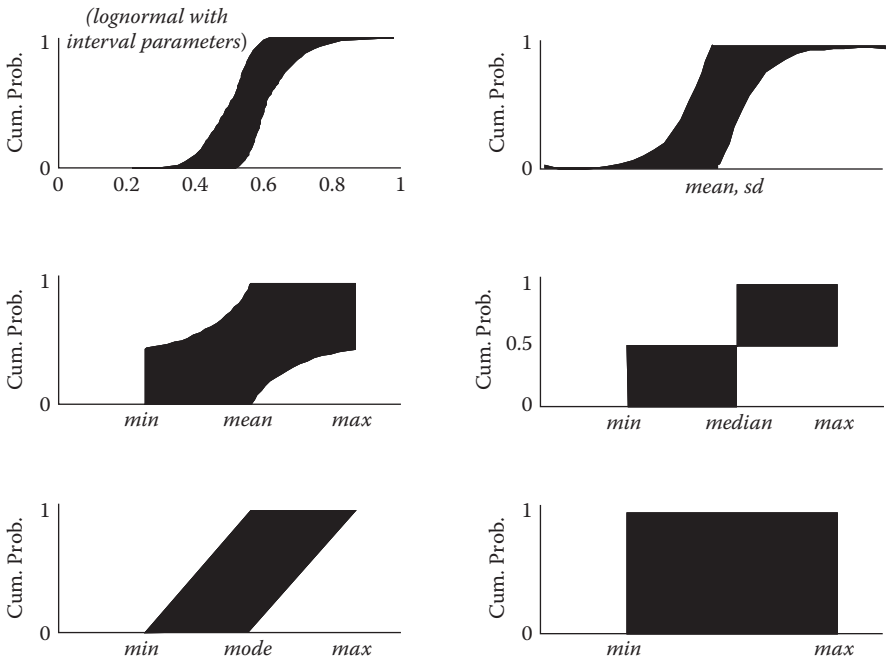 (lognormal with
interval parameters)
Cum. Prob.
1
0
0 0.2 0.4 0.6 0.8 1
Cum. Prob.
1
0
mean, sd
Cum. Prob.
1
0
min mean max
Cum. Prob.
1
0.5
0
min median max
Cum. Prob.
1
0
min mode max
Cum. Prob.
1
0
min max